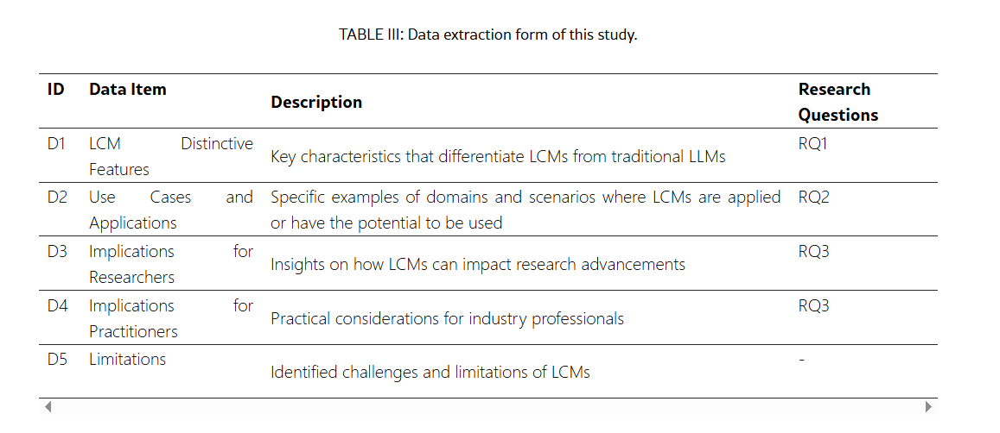 TABLE III: Data extraction form of this study.
ID Data Item Description Research
Questions
D1 LCM Distinctive
Features Key characteristics that differentiate LCMs from traditional LLMs RQ1
D2 Use Cases and Specific examples of domains and scenarios where LCMs are applied RQ2
Applications or have the potential to be used
D3 Implications for
Researchers Insights on how LCMs can impact research advancements RQ3
D4 Implications for
Practitioners Practical considerations for industry professionals RQ3
D5 Limitations Identified challenges and limitations of LCMs -